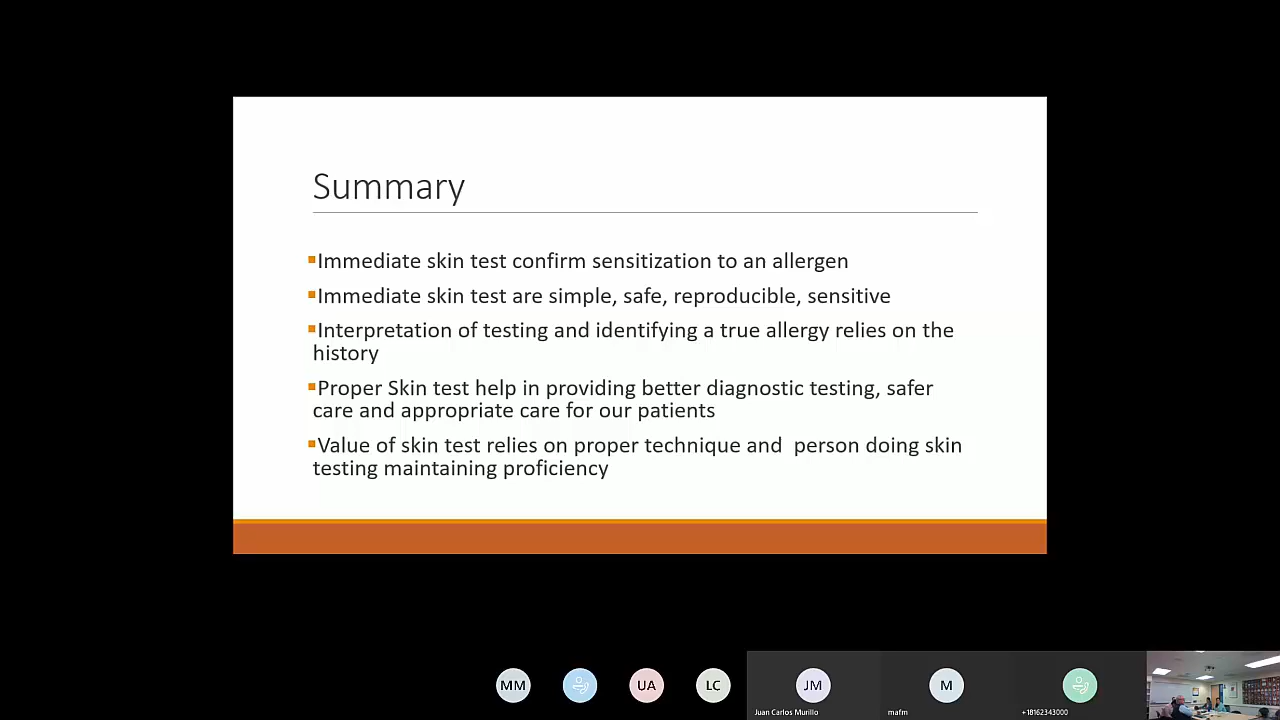 Summary
Immediate skin test confirm sensitization to an allergen
Immediate skin test are simple, safe, reproducible, sensitive
Interpretation of testing and identifying a true allergy relies on the
history
Proper Skin test help in providing better diagnostic testing, safer
care and appropriate care for our patients
Value of skin test relies on proper technique and  person doing skin
testing maintaining proficiency
MM
UA
LC
JM
M
Juan Carlos Murillo
mafm
+18162343000